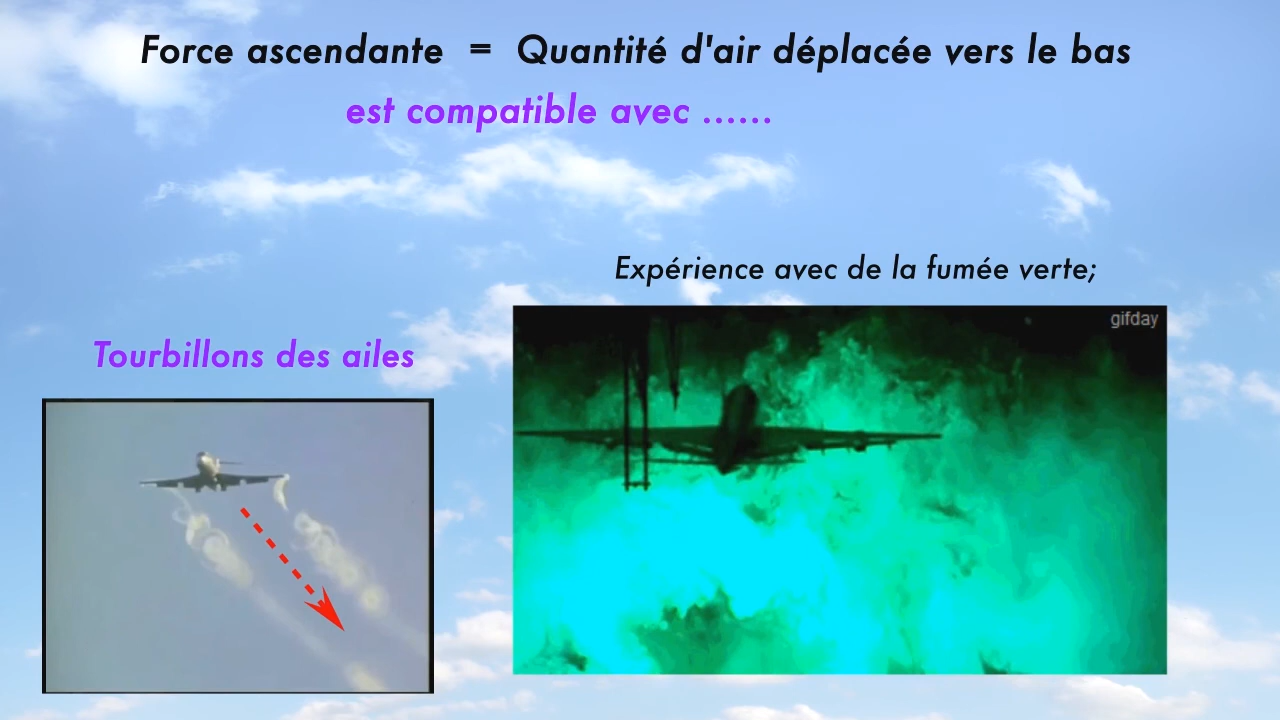 Force ascendante = Quantité d'air déplacée vers le bas
est compatible avec ......
Expérience avec de la fumée verte;
gifday
Tourbillons des ailes